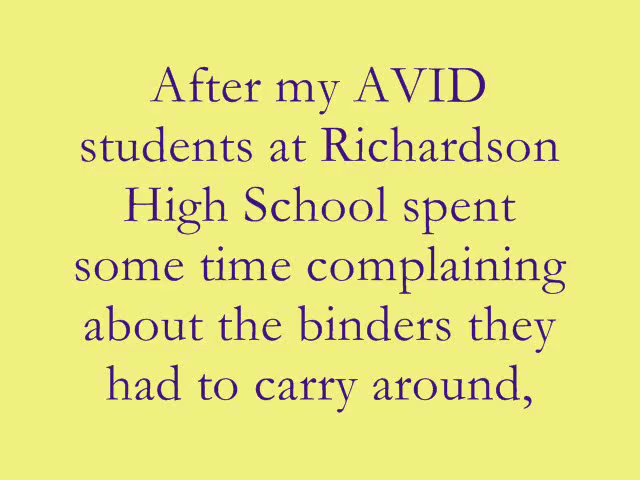 After my AVID
students at Richardson
High School spent
some time complaining
about the binders they
had to carry around,